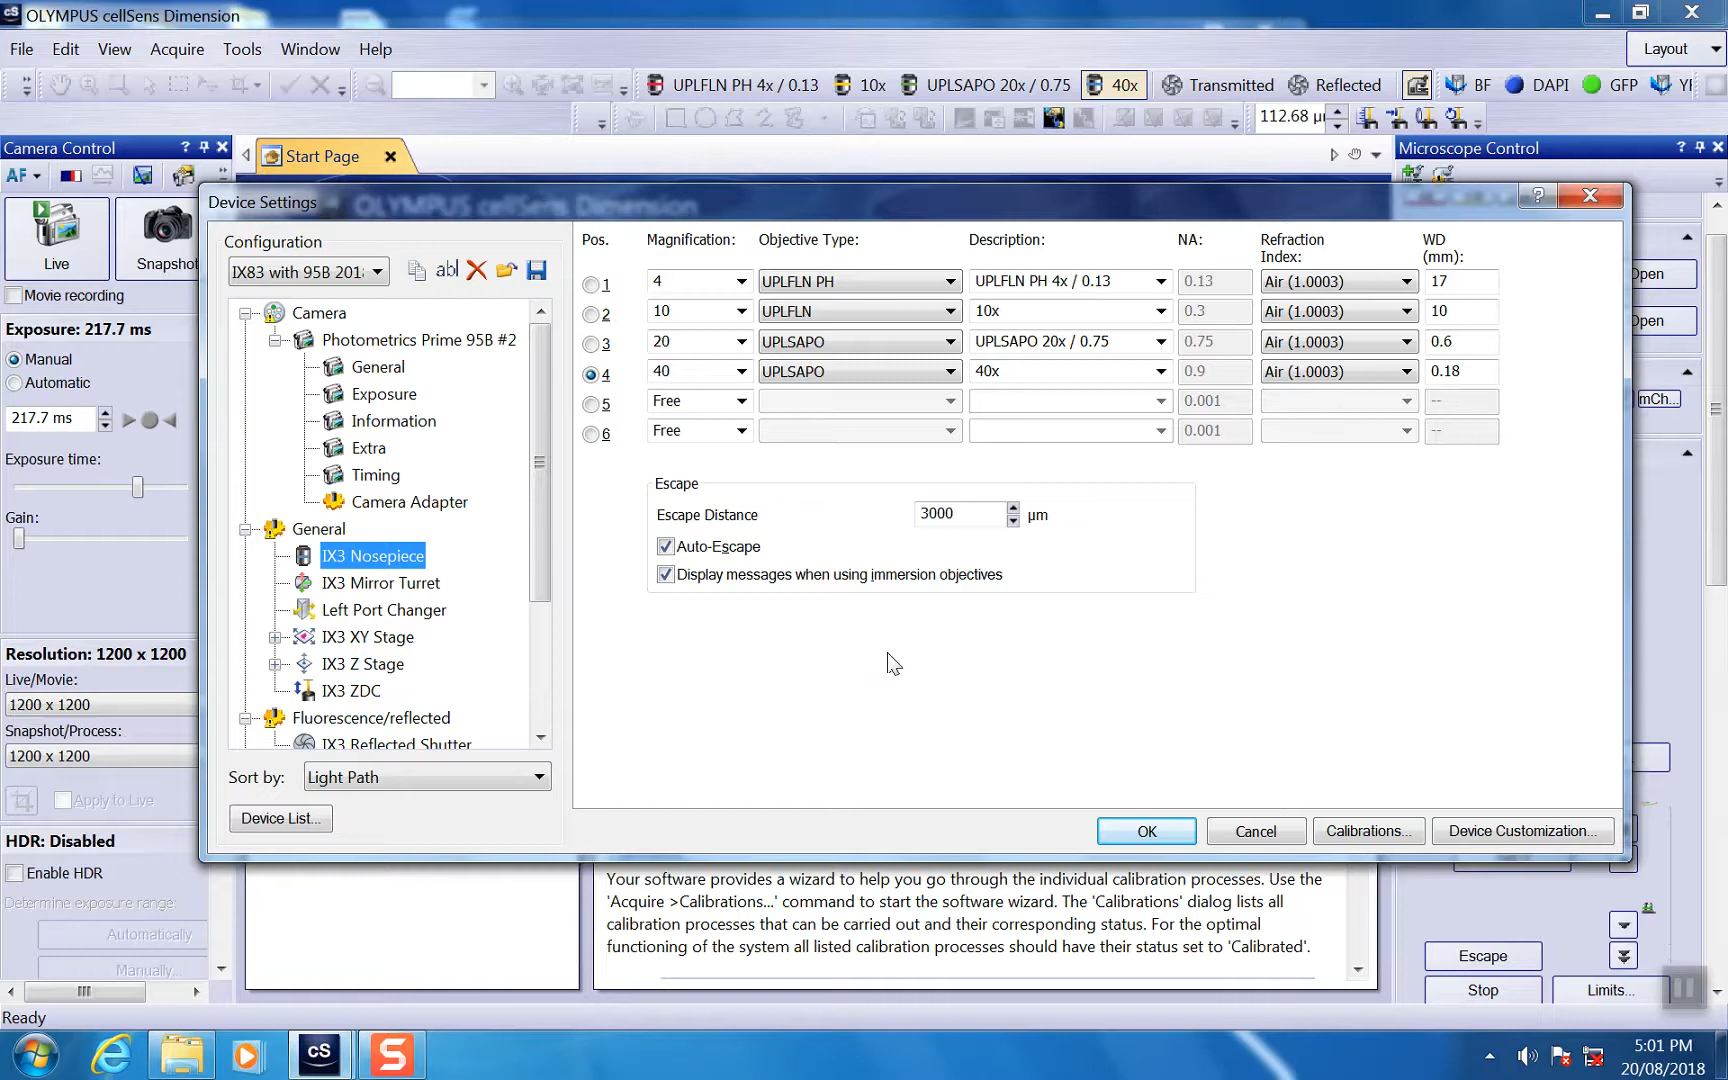 OLYMPUS cellSens Dimension
File Edit View Acquire Tools Window Help
Layout
UPLFLN PH 4x / 0.13 10x UPLSAPO 20x / 0.75 40x Transmitted Reflected BF DAPI GFP
112.68
Camera Control
Start Page
Microscope Control
AF
Live
Snapshot
Movie recording
Exposure: 217.7 ms
Manual
Automatic
217.7 ms
Exposure time:
Gain:
Resolution: 1200 x 1200
Live/Movie:
1200 x 1200
Snapshot/Process:
1200 x 1200
Apply to Live
HDR: Disabled
Enable HDR
Determine exposure range:
Automatically
Manually...
Device Settings
OLYMPUS cellSens Dimension
Configuration
IX83 with 95B 201
abl
Camera
Photometrics Prime 95B #2
General
Exposure
Information
Extra
Timing
Camera Adapter
General
IX3 Nosepiece
IX3 Mirror Turret
Left Port Changer
IX3 XY Stage
IX3 Z Stage
IX3 ZDC
Fluorescence/reflected
IX3 Reflected Shutter
Sort by: Light Path
Device List...
Pos. Magnification: Objective Type: Description: NA: Refraction Index: WD (mm):
1 4 UPLFLN PH UPLFLN PH 4x / 0.13 0.13 Air (1.0003) 17
2 10 UPLFLN 10x 0.3 Air (1.0003) 10
3 20 UPLSAPO UPLSAPO 20x / 0.75 0.75 Air (1.0003) 0.6
4 40 UPLSAPO 40x 0.9 Air (1.0003) 0.18
5 Free 0.001 --
6 Free 0.001 --
Escape
Escape Distance 3000 µm
Auto-Escape
Display messages when using immersion objectives
OK Cancel Calibrations... Device Customization...
Open
Open
mCh...
Your software provides a wizard to help you go through the individual calibration processes. Use the
'Acquire >Calibrations...' command to start the software wizard. The 'Calibrations' dialog lists all
calibration processes that can be carried out and their corresponding status. For the optimal
functioning of the system all listed calibration processes should have their status set to 'Calibrated'.
Escape
Stop Limits...
Ready
cS
S
5:01 PM
20/08/2018